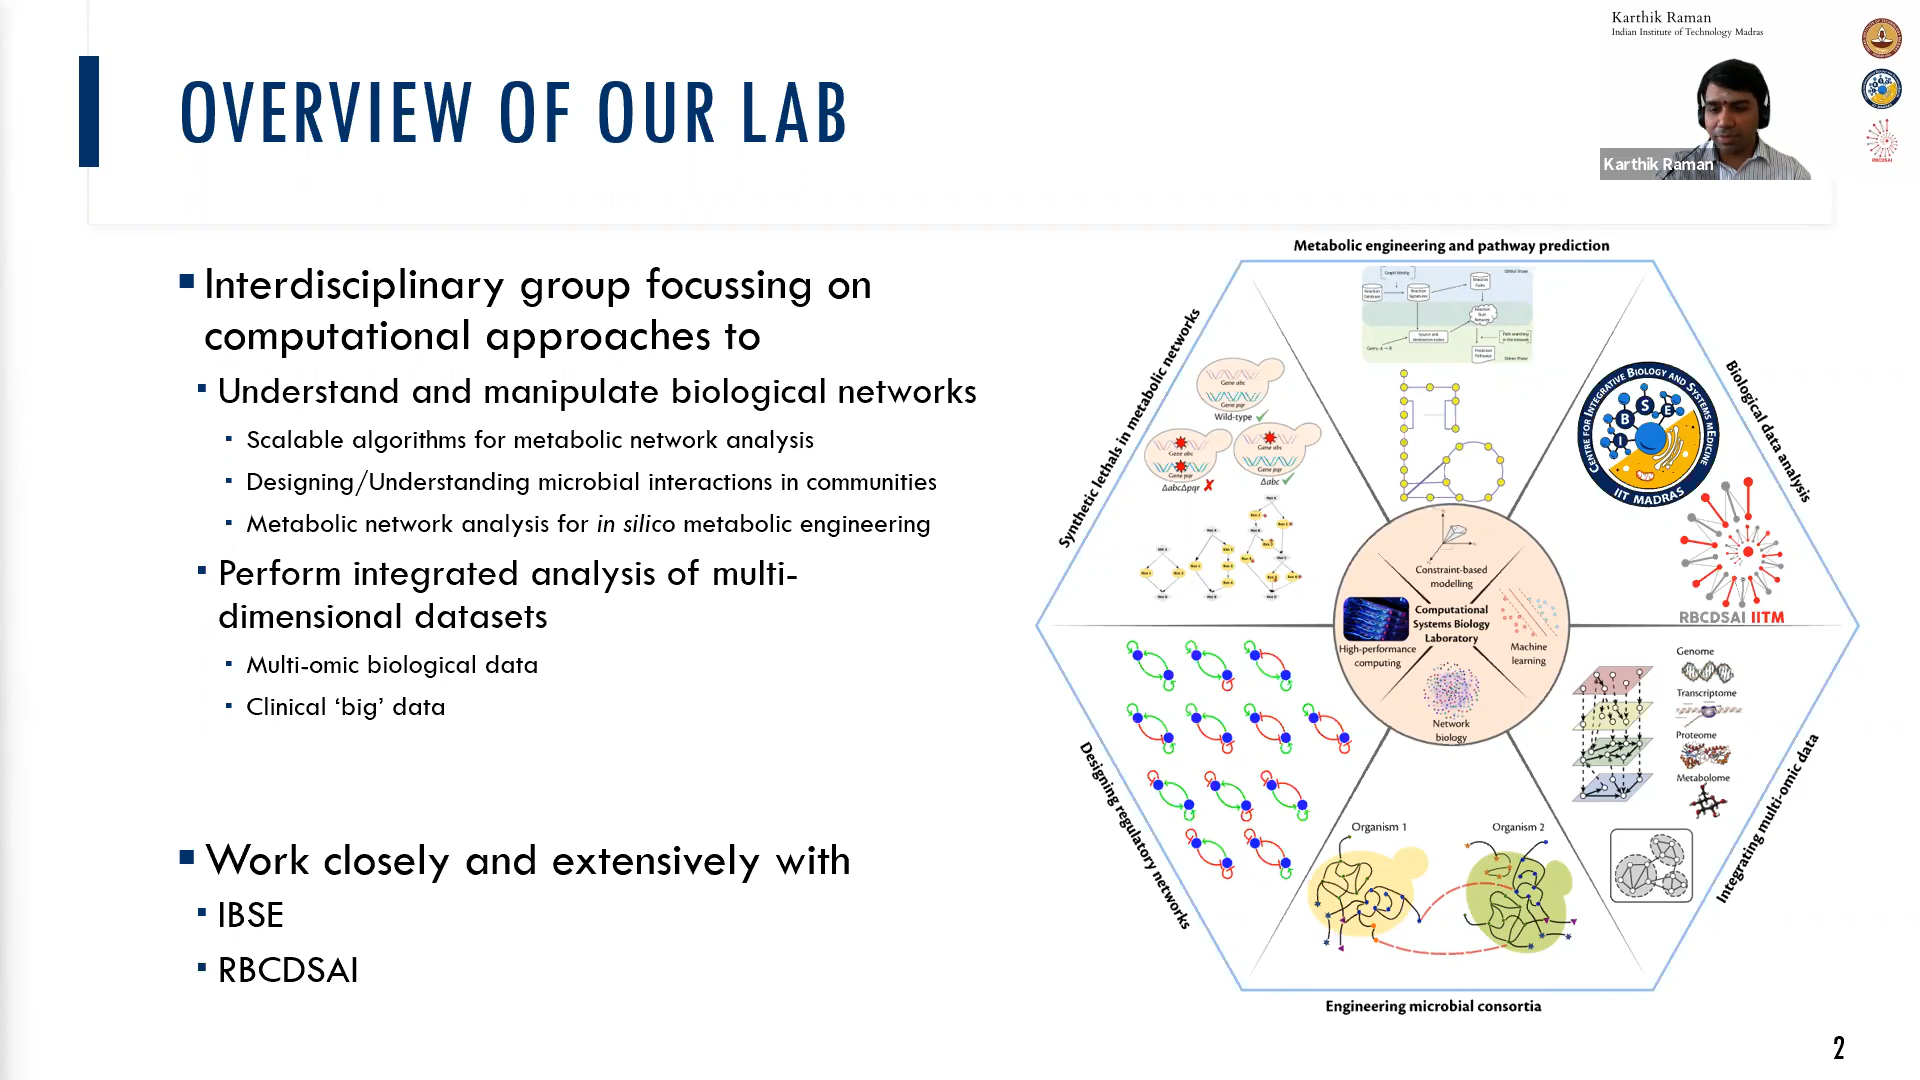 Karthik Raman
Indian Institute of Technology Madras
OVERVIEW OF OUR LAB
Karthik Raman
RBCDSAI
Interdisciplinary group focussing on
computational approaches to
Understand and manipulate biological networks
Scalable algorithms for metabolic network analysis
Designing/Understanding microbial interactions in communities
Metabolic network analysis for in silico metabolic engineering
Perform integrated analysis of multi-
dimensional datasets
Multi-omic biological data
Clinical ‘big’ data
Work closely and extensively with
IBSE
RBCDSAI
Metabolic engineering and pathway prediction
Synthetic lethals in metabolic networks
Gene abc
Gene pqr
Wild-type
Gene abc
Gene pqr
ΔabcΔpqr
Gene abc
Gene pqr
Δabc
Biological data analysis
CENTRE FOR INTEGRATIVE BIOLOGY AND SYSTEMS MEDICINE
I B S E
IIT MADRAS
RBCDSAI IITM
Constraint-based
modelling
Computational
Systems Biology
Laboratory
High-performance
computing
Machine
learning
Network
biology
Designing regulatory networks
Genome
Transcriptome
Proteome
Metabolome
Integrating multi-omic data
Organism 1
Organism 2
Engineering microbial consortia
2